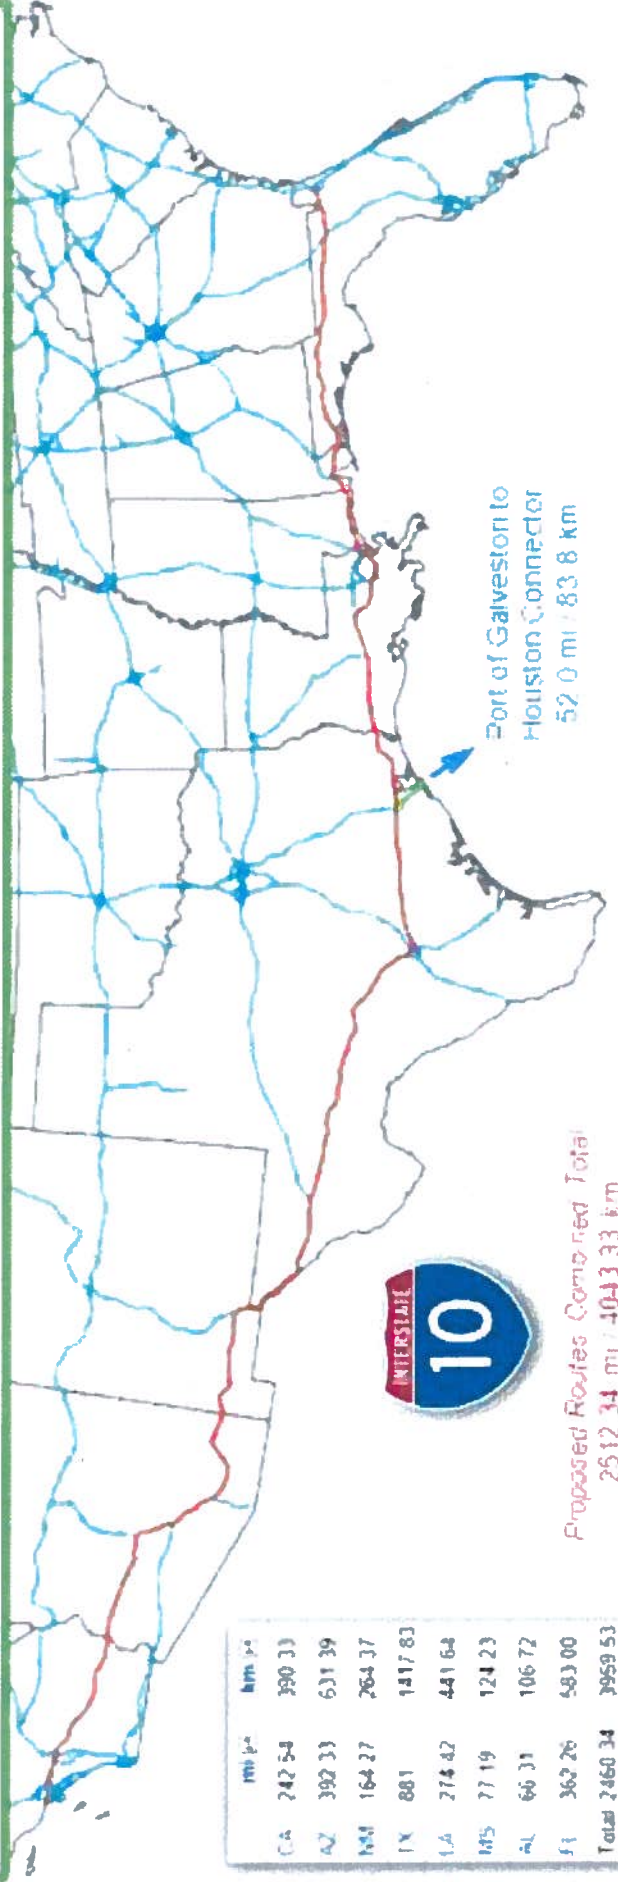 mi
km
CA 242.54 390.33
AZ 392.33 631.39
NM 164.27 264.37
TX 881 1417.83
LA 274.42 441.64
MS 77.19 124.23
AL 66.31 106.72
FL 362.26 583.00
Total 2460.34 3959.53
INTERSTATE
10
Proposed Routes Combined Total
2512.34 mi / 4043.33 km
Port of Galveston to
Houston Connector
52.0 mi / 83.8 km